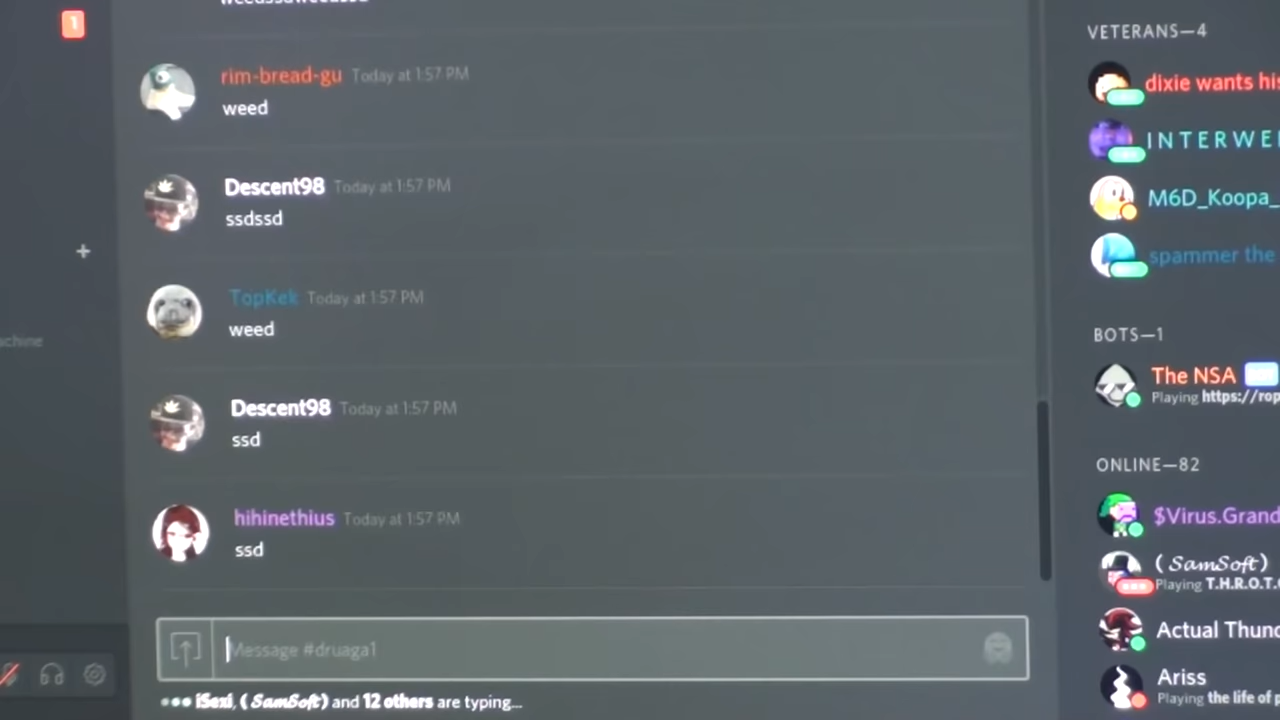 1
rim-bread-gu Today at 1:57 PM
weed
Descent98 Today at 1:57 PM
ssdssd
TopKek Today at 1:57 PM
weed
Descent98 Today at 1:57 PM
ssd
hihinethius Today at 1:57 PM
ssd
Message #druaga1
iSexi, (SamSoft) and 12 others are typing...
achine
VETERANS—4
dixie wants his
INTERWE
M6D_Koopa_
spammer the
BOTS—1
The NSA
Playing https://rop
ONLINE—82
$Virus.Grand
(SamSoft)
Playing T.H.R.O.T.
Actual Thund
Ariss
Playing the life of p